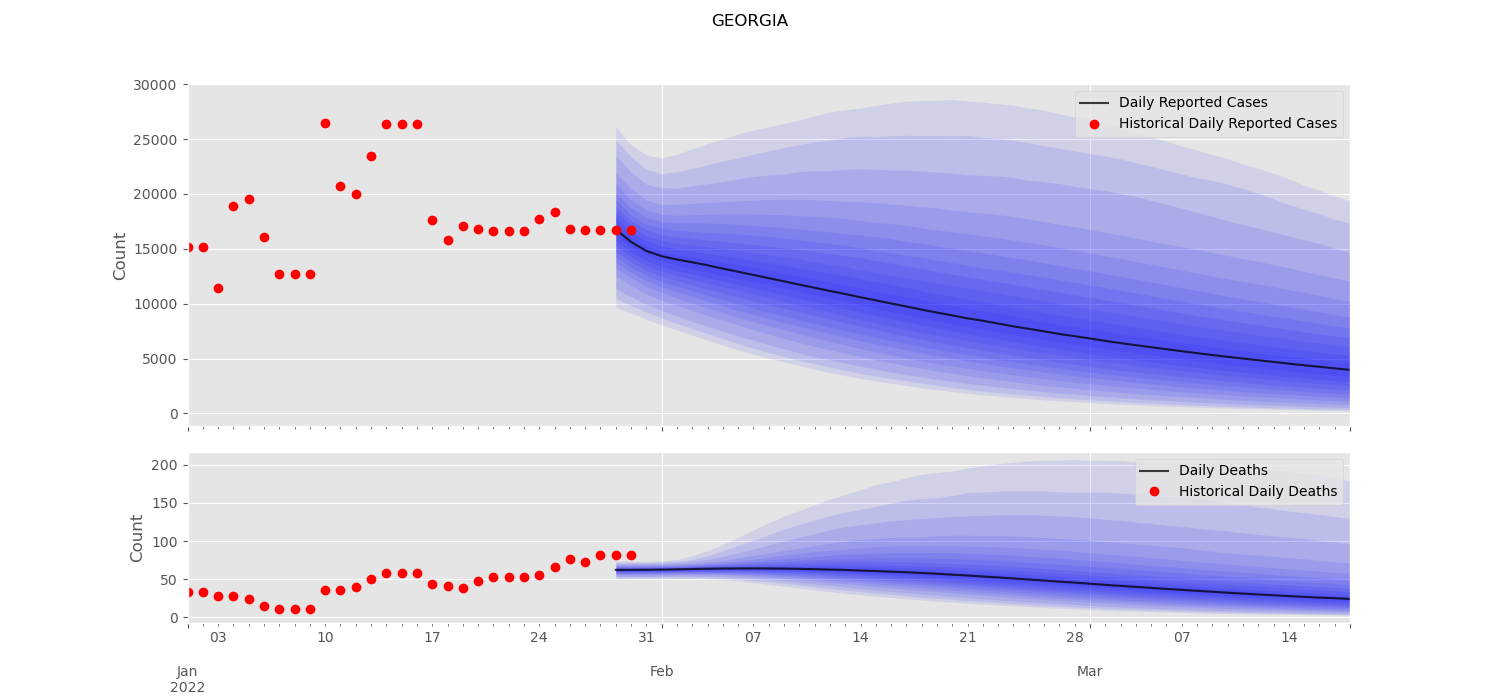 GEORGIA
30000
25000
20000
15000
10000
5000
0
Count
Daily Reported Cases
Historical Daily Reported Cases
200
150
100
50
0
Count
Daily Deaths
Historical Daily Deaths
03 10 17 24 31 07 14 21 28 07 14
Jan Feb Mar
2022